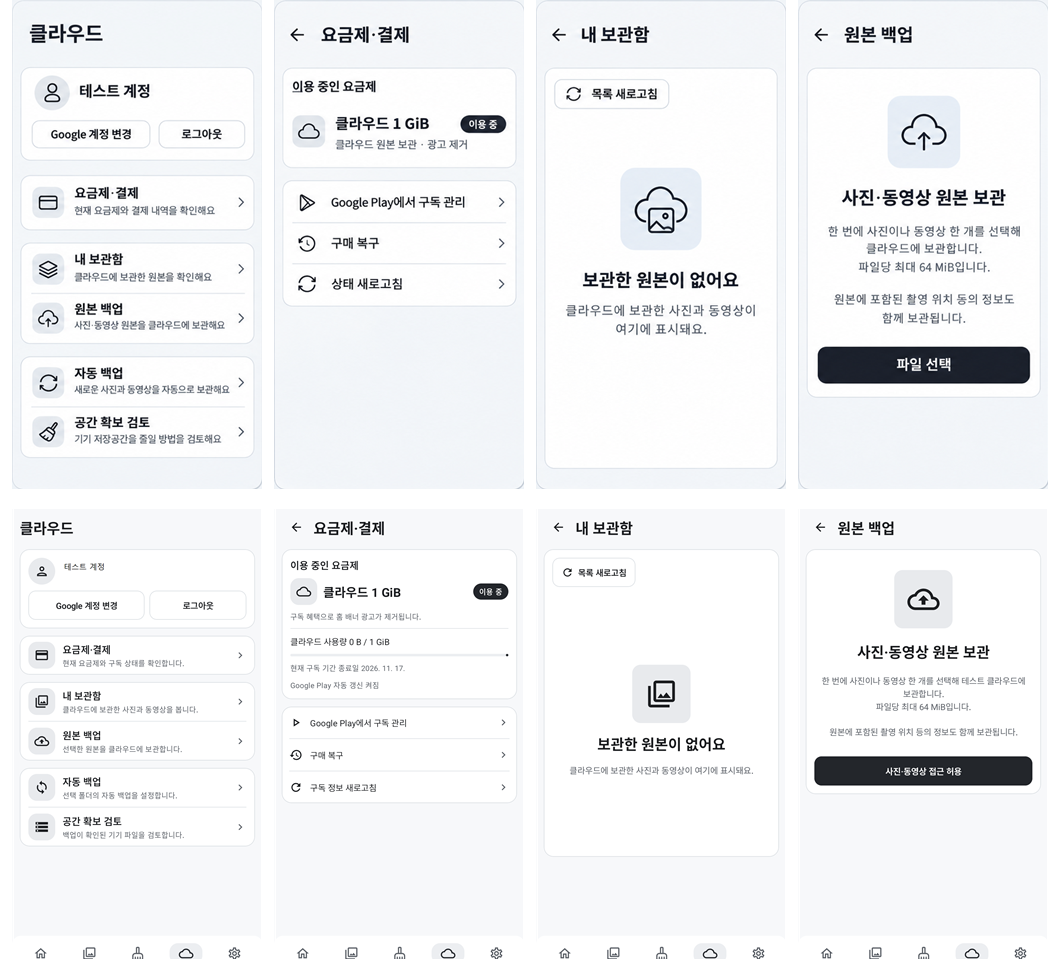 클라우드
테스트 계정
Google 계정 변경
로그아웃
요금제·결제
현재 요금제와 결제 내역을 확인해요
내 보관함
클라우드에 보관한 원본을 확인해요
원본 백업
사진·동영상 원본을 클라우드에 보관해요
자동 백업
새로운 사진과 동영상을 자동으로 보관해요
공간 확보 검토
기기 저장공간을 줄일 방법을 검토해요
요금제·결제
이용 중인 요금제
클라우드 1 GiB
이용 중
클라우드 원본 보관 · 광고 제거
Google Play에서 구독 관리
구매 복구
상태 새로고침
내 보관함
목록 새로고침
보관한 원본이 없어요
클라우드에 보관한 사진과 동영상이
여기에 표시돼요.
원본 백업
사진·동영상 원본 보관
한 번에 사진이나 동영상 한 개를 선택해
클라우드에 보관합니다.
파일당 최대 64 MiB입니다.
원본에 포함된 촬영 위치 등의 정보도
함께 보관됩니다.
파일 선택
클라우드
테스트 계정
Google 계정 변경
로그아웃
요금제·결제
현재 요금제와 구독 상태를 확인합니다.
내 보관함
클라우드에 보관한 사진과 동영상을 봅니다.
원본 백업
선택한 원본을 클라우드에 보관합니다.
자동 백업
선택 폴더의 자동 백업을 설정합니다.
공간 확보 검토
백업이 확인된 기기 파일을 검토합니다.
요금제·결제
이용 중인 요금제
클라우드 1 GiB
이용 중
구독 혜택으로 홈 배너 광고가 제거됩니다.
클라우드 사용량 0 B / 1 GiB
현재 구독 기간 종료일 2026. 11. 17.
Google Play 자동 갱신 켜짐
Google Play에서 구독 관리
구매 복구
구독 정보 새로고침
내 보관함
목록 새로고침
보관한 원본이 없어요
클라우드에 보관한 사진과 동영상이 여기에 표시돼요.
원본 백업
사진·동영상 원본 보관
한 번에 사진이나 동영상 한 개를 선택해 테스트 클라우드에
보관합니다.
파일당 최대 64 MiB입니다.
원본에 포함된 촬영 위치 등의 정보도 함께 보관됩니다.
사진·동영상 접근 허용